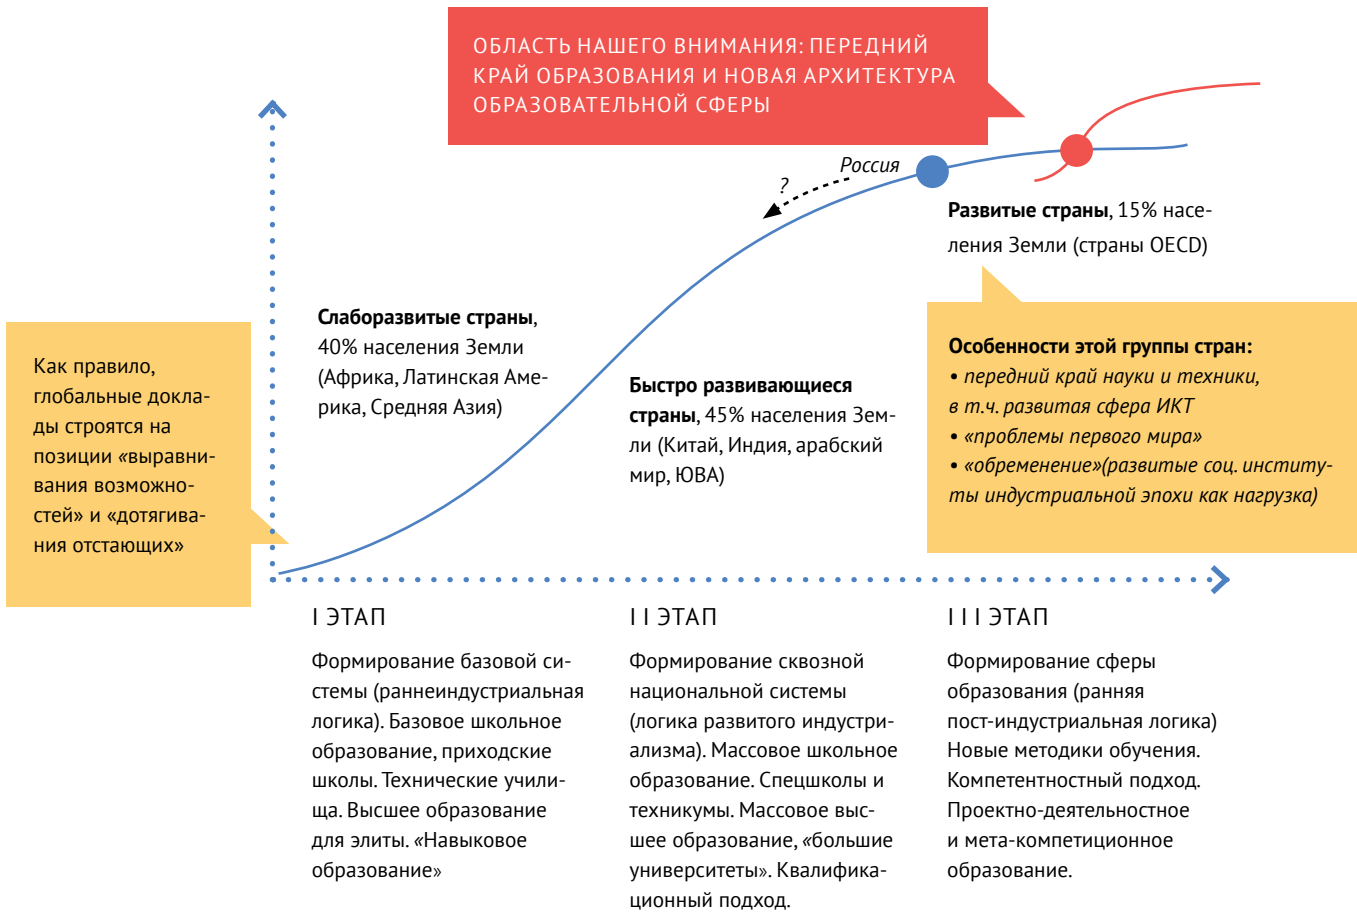 ОБЛАСТЬ НАШЕГО ВНИМАНИЯ: ПЕРЕДНИЙ
КРАЙ ОБРАЗОВАНИЯ И НОВАЯ АРХИТЕКТУРА
ОБРАЗОВАТЕЛЬНОЙ СФЕРЫ
Россия
?
Развитые страны, 15% насе-
ления Земли (страны OECD)
Слаборазвитые страны,
40% населения Земли
(Африка, Латинская Аме-
рика, Средняя Азия)
Как правило,
глобальные докла-
ды строятся на
позиции «выравни-
вания возможно-
стей» и «дотягива-
ния отстающих»
Быстро развивающиеся
страны, 45% населения Зем-
ли (Китай, Индия, арабский
мир, ЮВА)
Особенности этой группы стран:
• передний край науки и техники,
в т.ч. развитая сфера ИКТ
• «проблемы первого мира»
• «обременение»(развитые соц. институ-
ты индустриальной эпохи как нагрузка)
I ЭТАП
Формирование базовой си-
стемы (раннеиндустриальная
логика). Базовое школьное
образование, приходские
школы. Технические учили-
ща. Высшее образование
для элиты. «Навыковое
образование»
II ЭТАП
Формирование сквозной
национальной системы
(логика развитого индустри-
ализма). Массовое школьное
образование. Спецшколы и
техникумы. Массовое выс-
шее образование, «большие
университеты». Квалифика-
ционный подход.
III ЭТАП
Формирование сферы
образования (ранняя
пост-индустриальная логика)
Новые методики обучения.
Компетентностный подход.
Проектно-деятельностное
и мета-компетиционное
образование.